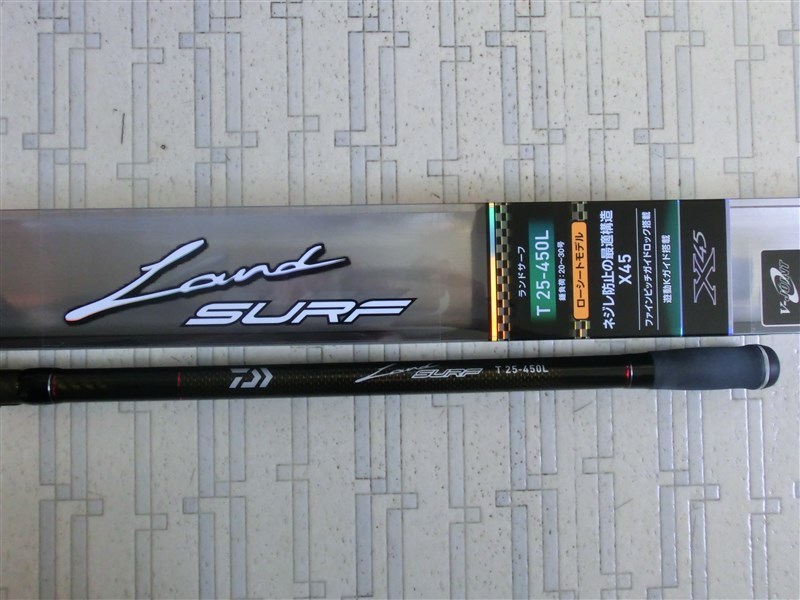 Land
SURF
ランドサーフ
T 25-450L
錘負荷:20~30号
ローシートモデル
ネジレ防止の最適構造
X45
ファインピッチガイドロック搭載
遊動Kガイド搭載
X45
V-JOINT
Land SURF T 25-450L